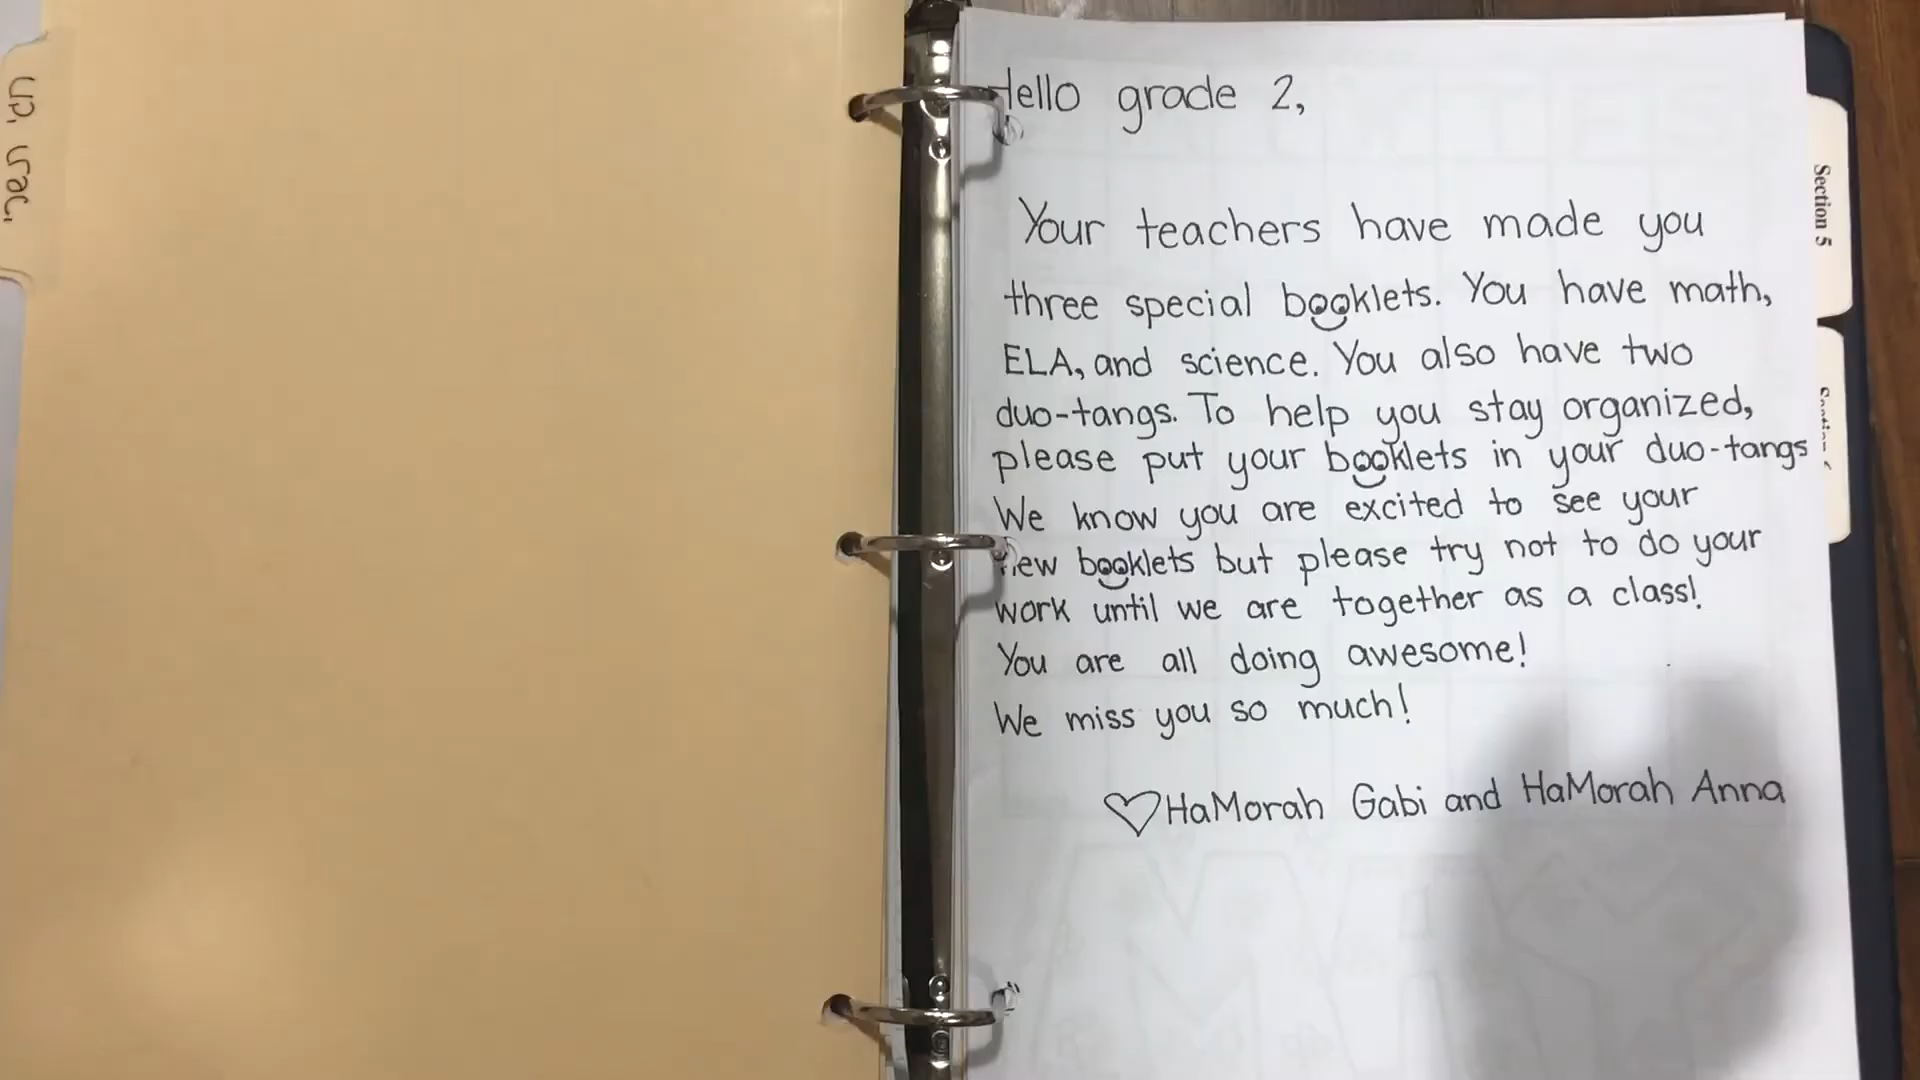 Hello grade 2,
Your teachers have made you
three special booklets. You have math,
ELA, and science. You also have two
duo-tangs. To help you stay organized,
please put your booklets in your duo-tangs
We know you are excited to see your
new booklets but please try not to do your
work until we are together as a class!
You are all doing awesome!
We miss you so much!
♡HaMorah Gabi and HaMorah Anna
Section 5